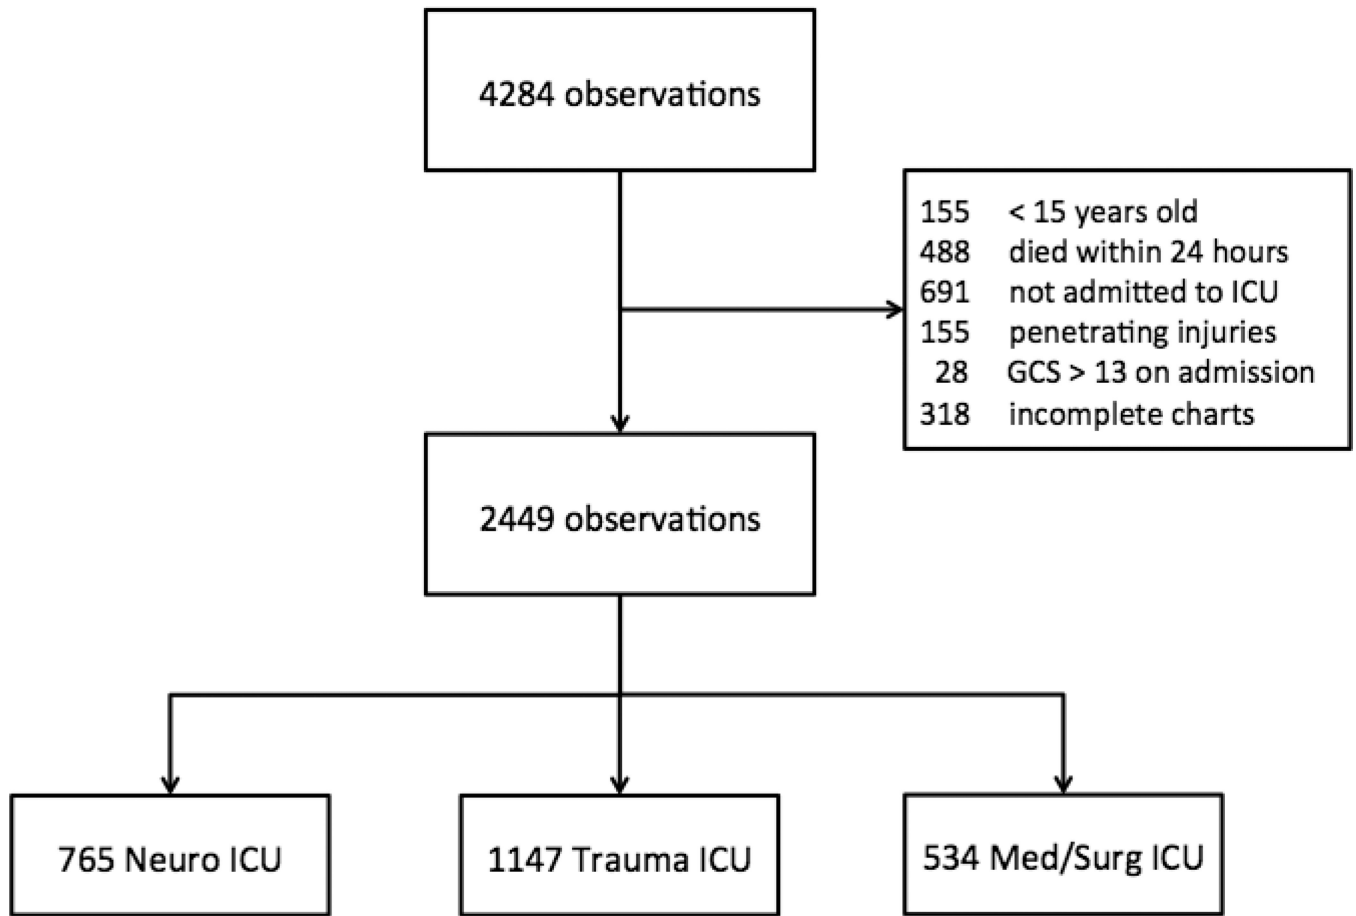 4284 observations
155 < 15 years old
488 died within 24 hours
691 not admitted to ICU
155 penetrating injuries
28 GCS > 13 on admission
318 incomplete charts
2449 observations
765 Neuro ICU
1147 Trauma ICU
534 Med/Surg ICU